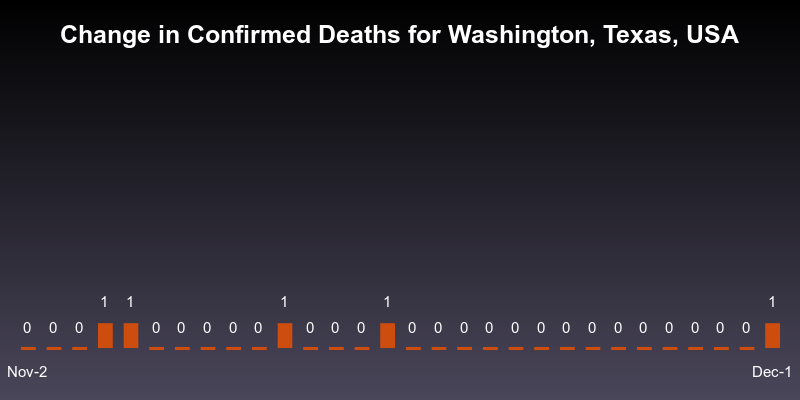 Change in Confirmed Deaths for Washington, Texas, USA
1 1 1 1 1
0 0 0 0 0 0 0 0 0 0 0 0 0 0 0 0 0 0 0 0 0 0 0 0 0
Nov-2 Dec-1